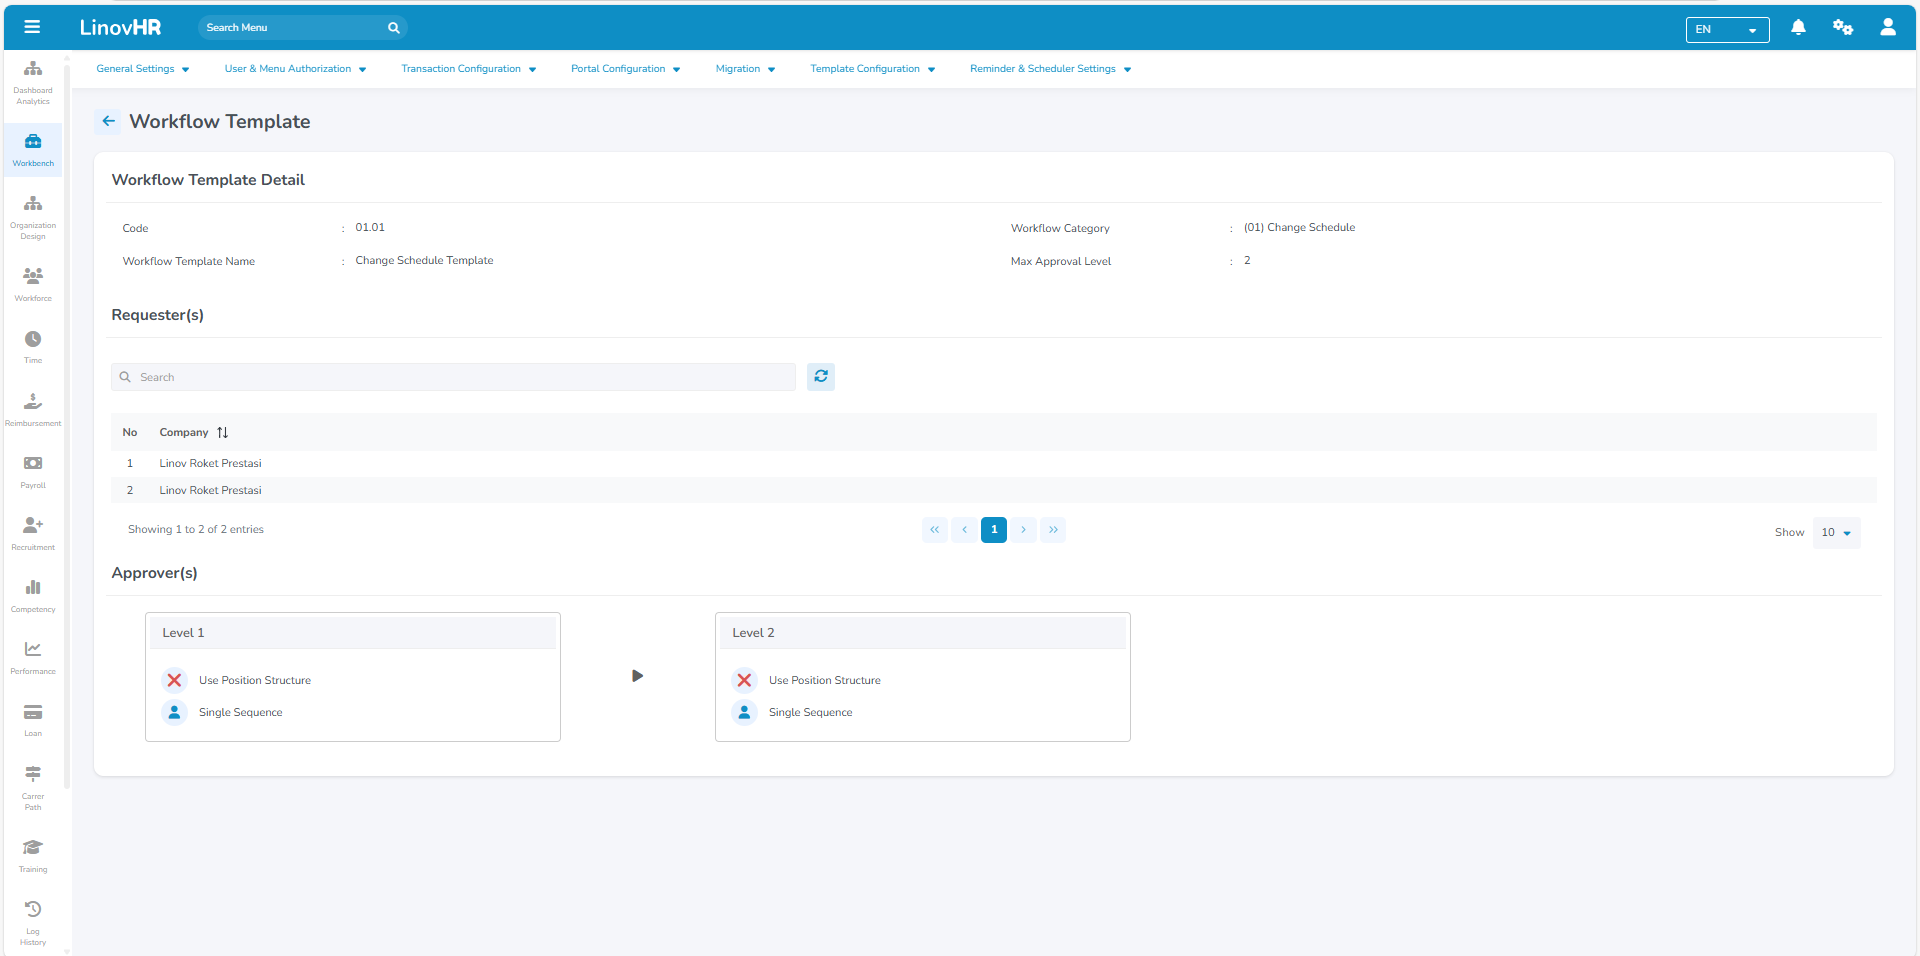 LinovHR
Search Menu
EN
General Settings
User & Menu Authorization
Transaction Configuration
Portal Configuration
Migration
Template Configuration
Reminder & Scheduler Settings
Dashboard
Analytics
Workbench
Organization
Design
Workforce
Time
Reimbursement
Payroll
Recruitment
Competency
Performance
Loan
Carrer
Path
Training
Log
History
Workflow Template
Workflow Template Detail
Code : 01.01
Workflow Category : (01) Change Schedule
Workflow Template Name : Change Schedule Template
Max Approval Level : 2
Requester(s)
Search
No Company
1 Linov Roket Prestasi
2 Linov Roket Prestasi
Showing 1 to 2 of 2 entries
« ‹ 1 › »
Show 10
Approver(s)
Level 1
Use Position Structure
Single Sequence
Level 2
Use Position Structure
Single Sequence